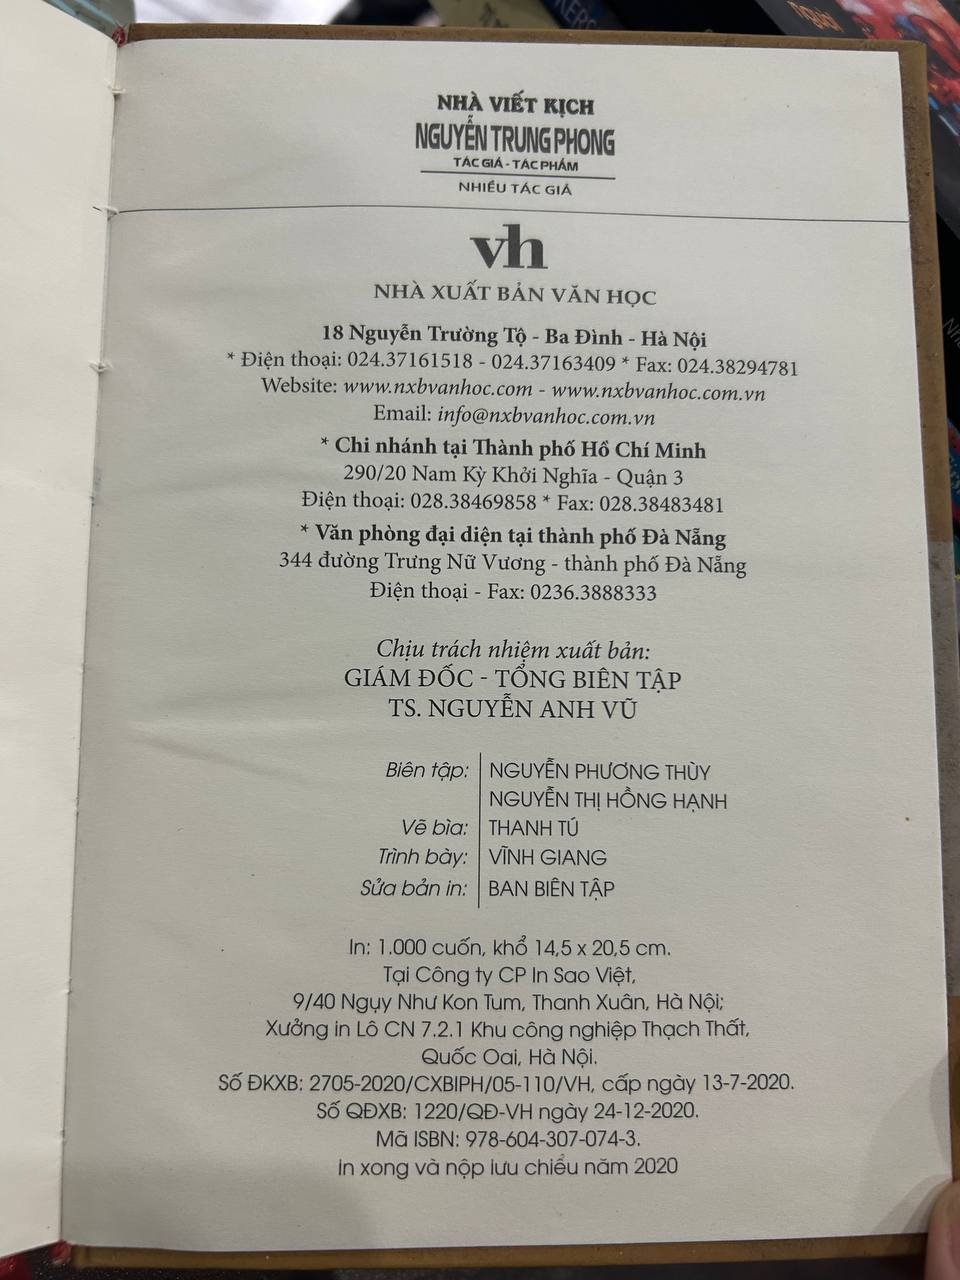 NHÀ VIẾT KỊCH
NGUYỄN TRUNG PHONG
TÁC GIẢ - TÁC PHẨM
NHIỀU TÁC GIẢ
vh
NHÀ XUẤT BẢN VĂN HỌC
18 Nguyễn Trường Tộ - Ba Đình - Hà Nội
* Điện thoại: 024.37161518 - 024.37163409 * Fax: 024.38294781
Website: www.nxbvanhoc.com - www.nxbvanhoc.com.vn
Email: info@nxbvanhoc.com.vn
* Chi nhánh tại Thành phố Hồ Chí Minh
290/20 Nam Kỳ Khởi Nghĩa - Quận 3
Điện thoại: 028.38469858 * Fax: 028.38483481
* Văn phòng đại diện tại thành phố Đà Nẵng
344 đường Trưng Nữ Vương - thành phố Đà Nẵng
Điện thoại - Fax: 0236.3888333
Chịu trách nhiệm xuất bản:
GIÁM ĐỐC - TỔNG BIÊN TẬP
TS. NGUYỄN ANH VŨ
Biên tập: NGUYỄN PHƯƠNG THÙY
NGUYỄN THỊ HỒNG HẠNH
Vẽ bìa: THANH TÚ
Trình bày: VĨNH GIANG
Sửa bản in: BAN BIÊN TẬP
In: 1.000 cuốn, khổ 14,5 x 20,5 cm.
Tại Công ty CP In Sao Việt,
9/40 Ngụy Như Kon Tum, Thanh Xuân, Hà Nội;
Xưởng in Lô CN 7.2.1 Khu công nghiệp Thạch Thất,
Quốc Oai, Hà Nội.
Số ĐKXB: 2705-2020/CXBIPH/05-110/VH, cấp ngày 13-7-2020.
Số QĐXB: 1220/QĐ-VH ngày 24-12-2020.
Mã ISBN: 978-604-307-074-3.
In xong và nộp lưu chiểu năm 2020